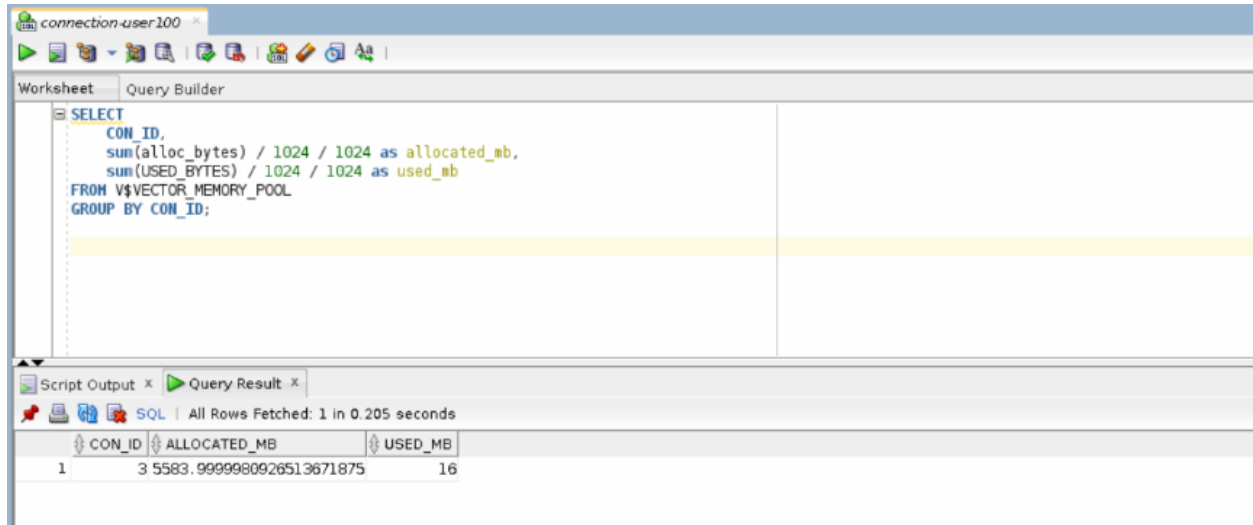 connection-user100
Worksheet Query Builder
SELECT
CON_ID,
sum(alloc_bytes) / 1024 / 1024 as allocated_mb,
sum(USED_BYTES) / 1024 / 1024 as used_mb
FROM V$VECTOR_MEMORY_POOL
GROUP BY CON_ID;
Script Output x Query Result x
SQL | All Rows Fetched: 1 in 0.205 seconds
CON_ID ALLOCATED_MB USED_MB
1 3 5583.9999980926513671875 16